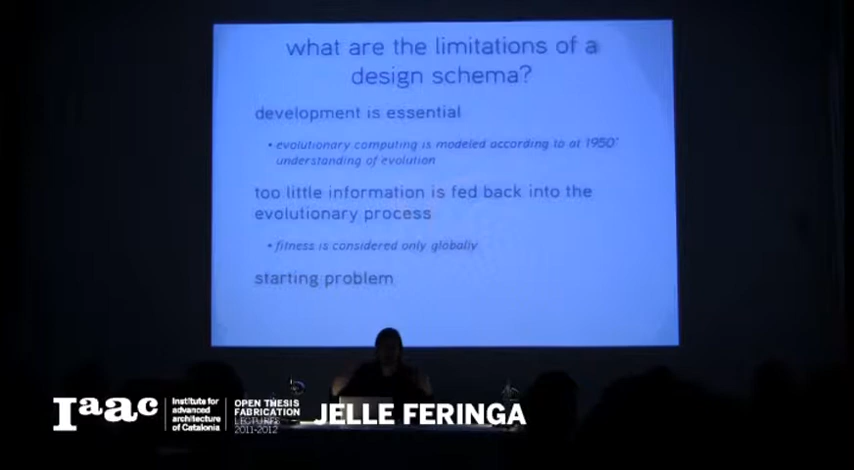 what are the limitations of a
design schema?
development is essential
• evolutionary computing is modeled according to at 1950'
understanding of evolution
too little information is fed back into the
evolutionary process
• fitness is considered only globally
starting problem
Iaac
Institute for
advanced
architecture
of Catalonia
OPEN THESIS
FABRICATION
LECTURES
2011-2012
JELLE FERINGA